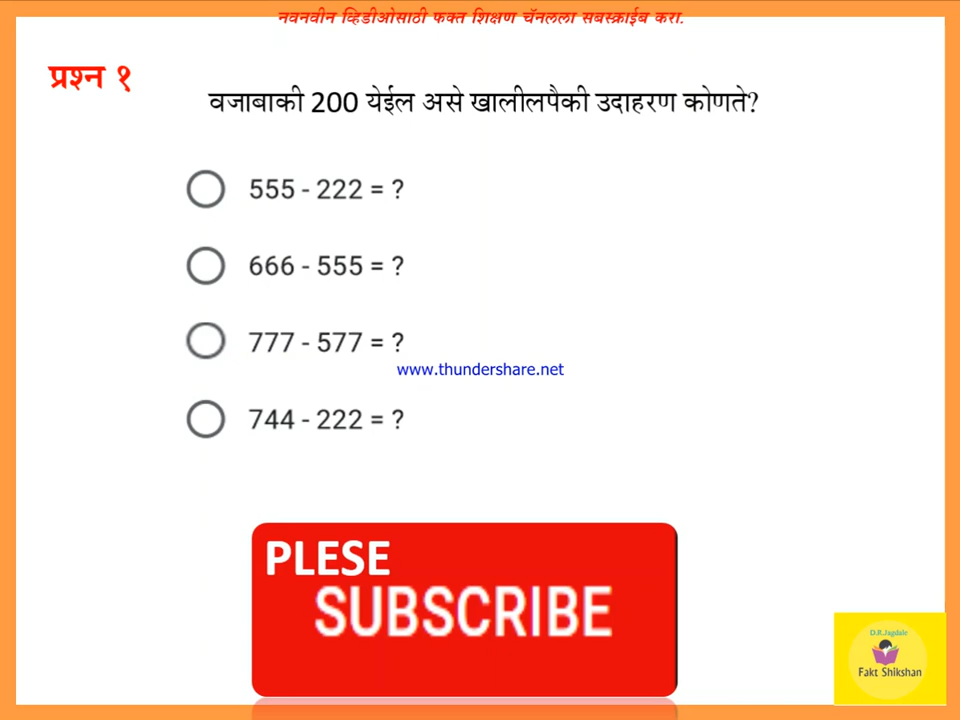 नवनवीन व्हिडीओसाठी फक्त शिक्षण चॅनलला सबस्क्राईब करा.
प्रश्न १
वजाबाकी 200 येईल असे खालीलपैकी उदाहरण कोणते?
555 - 222 = ?
666 - 555 = ?
777 - 577 = ?
www.thundershare.net
744 - 222 = ?
PLESE
SUBSCRIBE
D.R.Jagdale
Fakt Shikshan